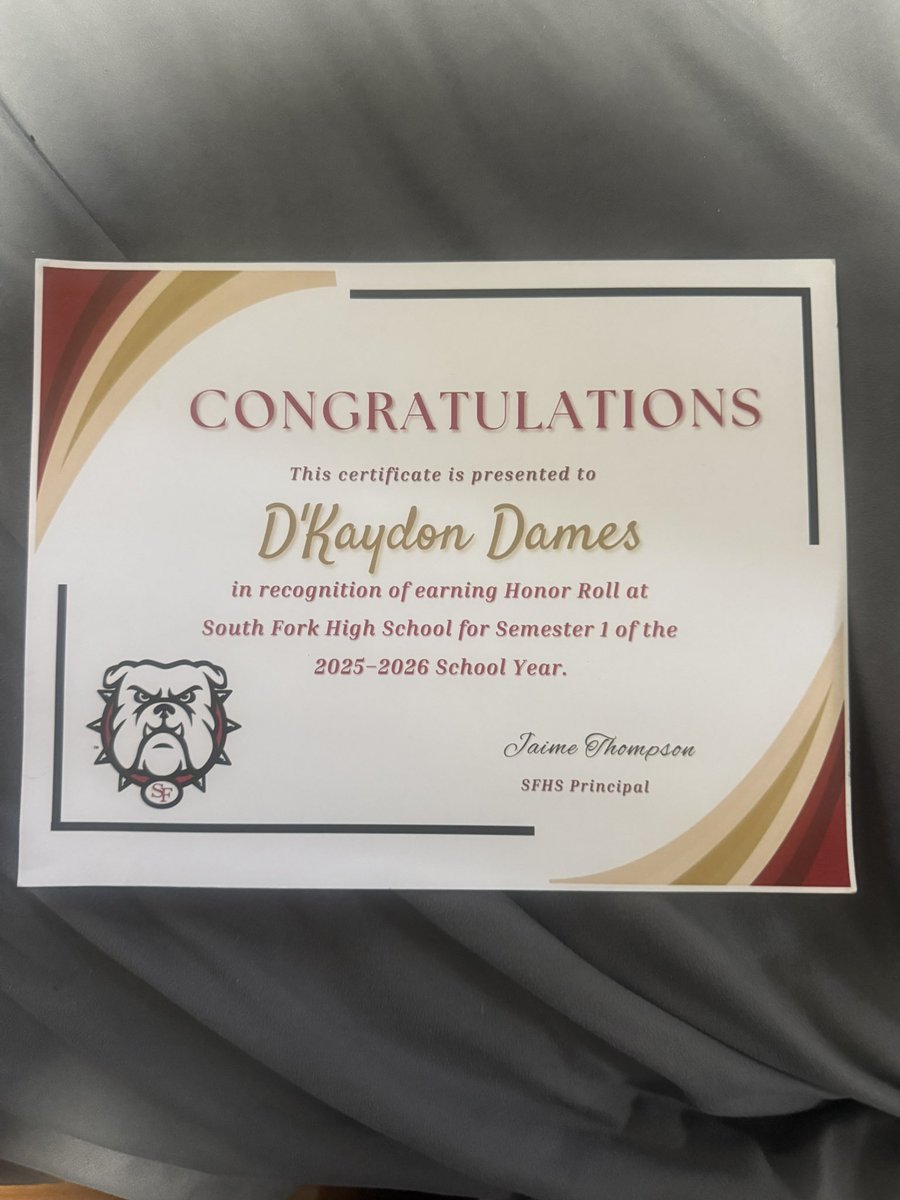 CONGRATULATIONS
This certificate is presented to
D'Kaydon Dames
in recognition of earning Honor Roll at
South Fork High School for Semester 1 of the
2025-2026 School Year.
Jaime Thompson
SFHS Principal
SF